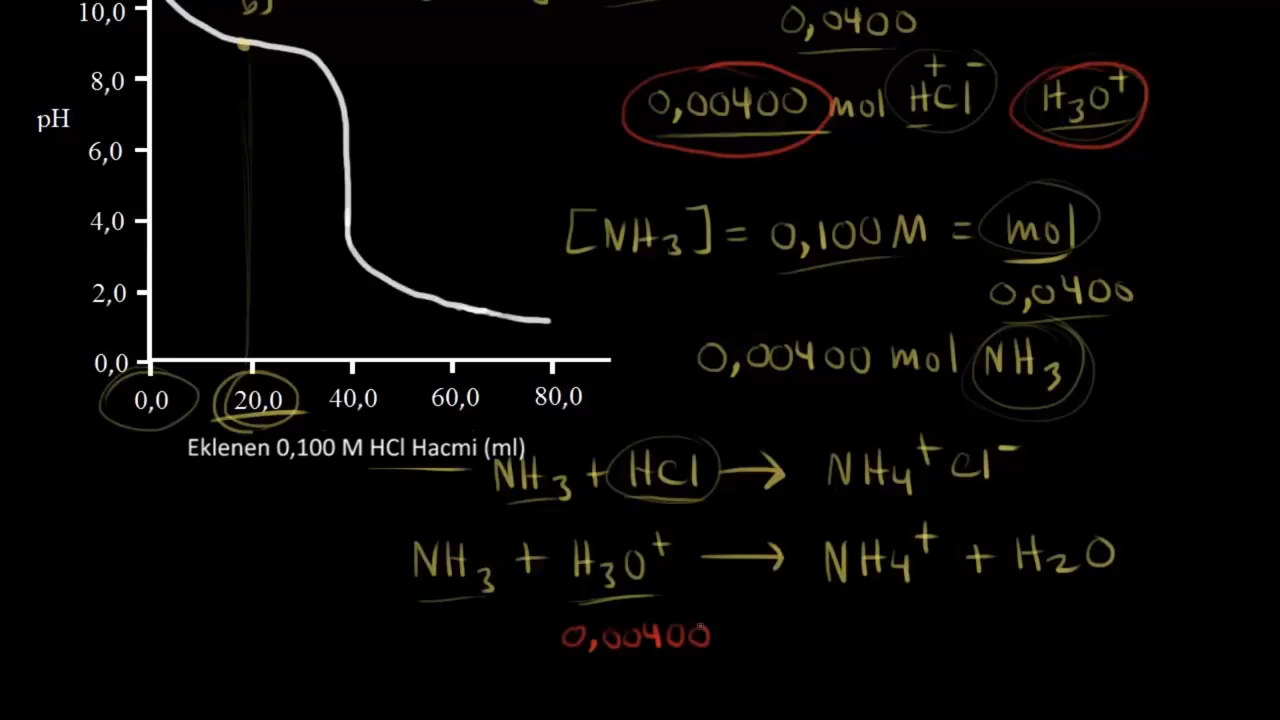 b)
0,0400
0,00400 mol HCl H₃O⁺
+ −
[NH₃] = 0,100 M = mol
0,0400
0,00400 mol NH₃
10,0
8,0
pH
6,0
4,0
2,0
0,0
0,0 20,0 40,0 60,0 80,0
Eklenen 0,100 M HCl Hacmi (ml)
NH₃ + HCl → NH₄⁺ Cl⁻
NH₃ + H₃O⁺ → NH₄⁺ + H₂O
0,00400